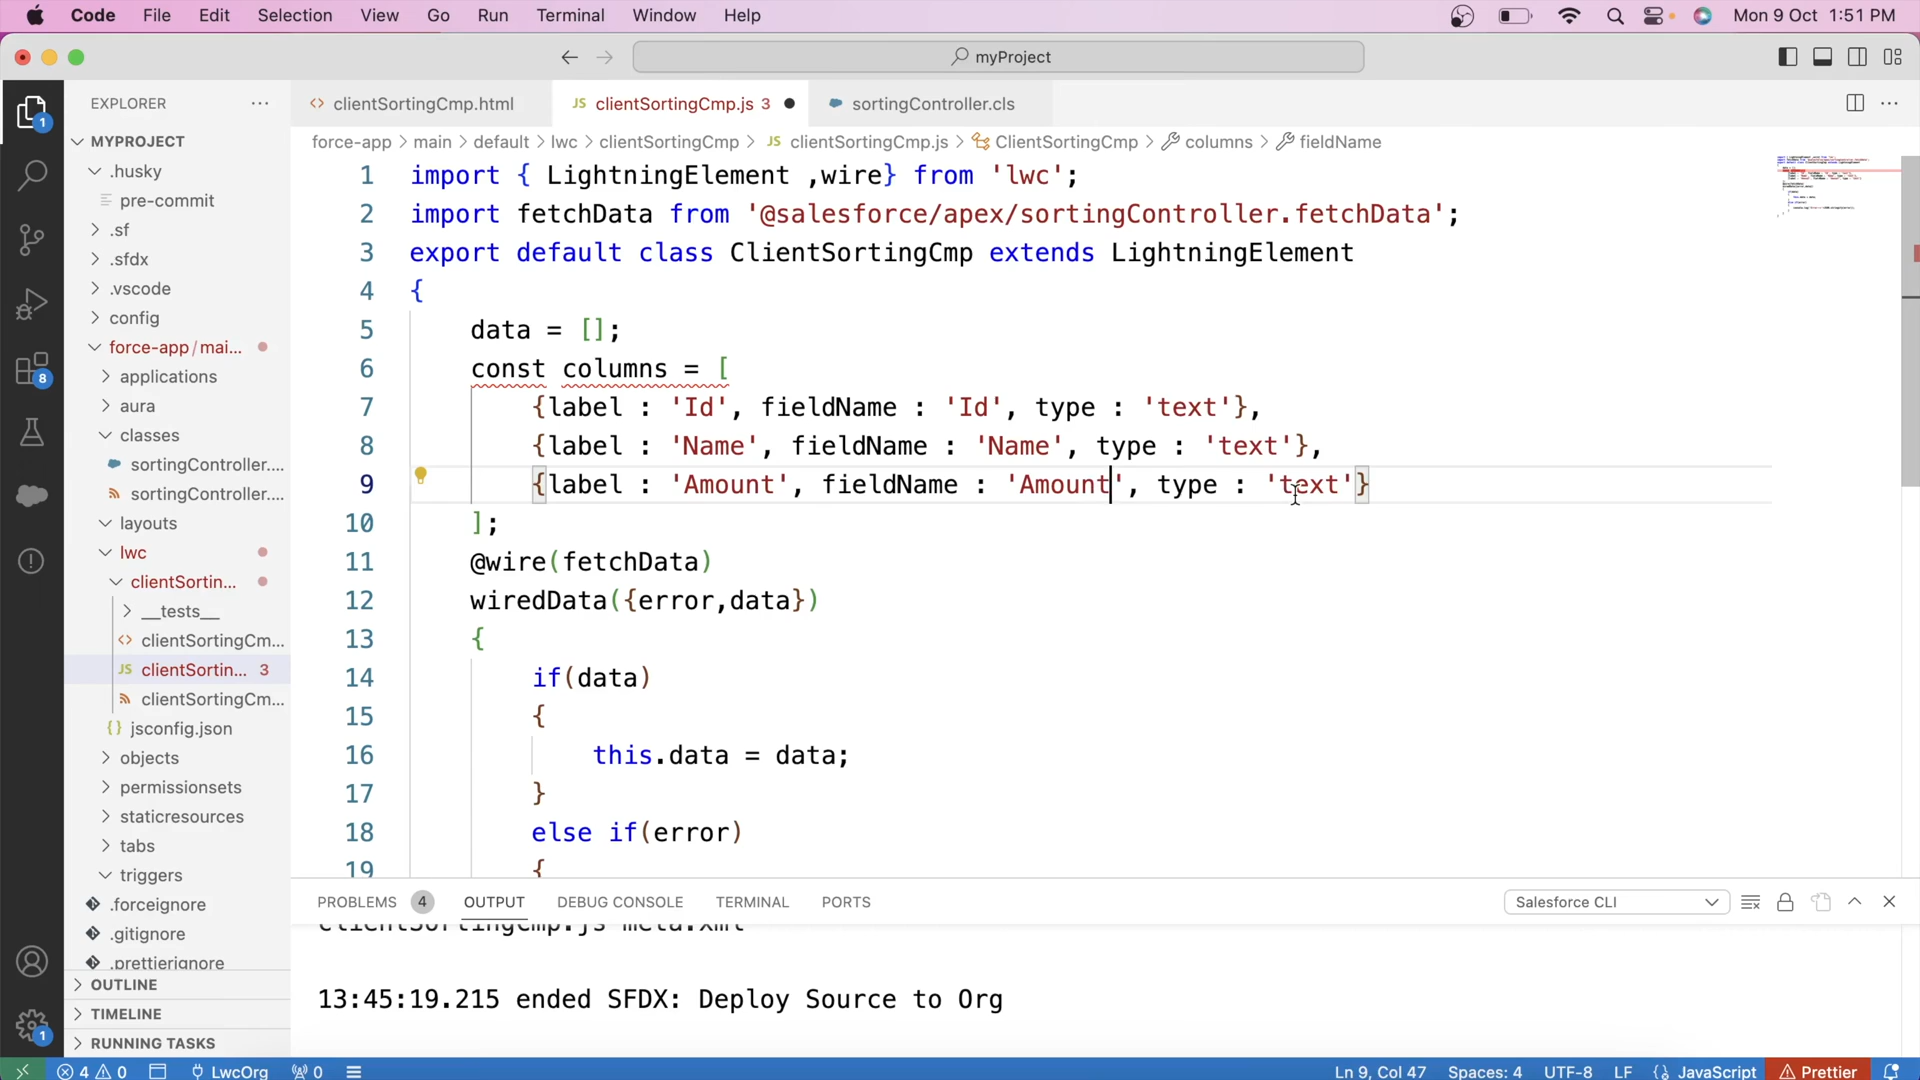 Code File Edit Selection View Go Run Terminal Window Help Mon 9 Oct 1:51 PM
myProject
EXPLORER
clientSortingCmp.html
clientSortingCmp.js 3
sortingController.cls
MYPROJECT
force-app > main > default > lwc > clientSortingCmp > JS clientSortingCmp.js > ClientSortingCmp > columns > fieldName
.husky
pre-commit
.sf
.sfdx
.vscode
config
force-app/mai...
applications
aura
classes
sortingController....
sortingController....
layouts
lwc
clientSortin...
__tests__
clientSortingCm...
JS clientSortin... 3
clientSortingCm...
jsconfig.json
objects
permissionsets
staticresources
tabs
triggers
.forceignore
.gitignore
.prettierignore
OUTLINE
TIMELINE
RUNNING TASKS
1
8
1
1 import { LightningElement ,wire} from 'lwc';
2 import fetchData from '@salesforce/apex/sortingController.fetchData';
3 export default class ClientSortingCmp extends LightningElement
4 {
5 data = [];
6 const columns = [
7 {label : 'Id', fieldName : 'Id', type : 'text'},
8 {label : 'Name', fieldName : 'Name', type : 'text'},
9 {label : 'Amount', fieldName : 'Amount', type : 'text'}
10 ];
11 @wire(fetchData)
12 wiredData({error,data})
13 {
14 if(data)
15 {
16 this.data = data;
17 }
18 else if(error)
19 {
PROBLEMS 4 OUTPUT DEBUG CONSOLE TERMINAL PORTS Salesforce CLI
clientSortingCmp.js meta.xml
13:45:19.215 ended SFDX: Deploy Source to Org
4 0 LwcOrg 0 Ln 9, Col 47 Spaces: 4 UTF-8 LF {} JavaScript Prettier